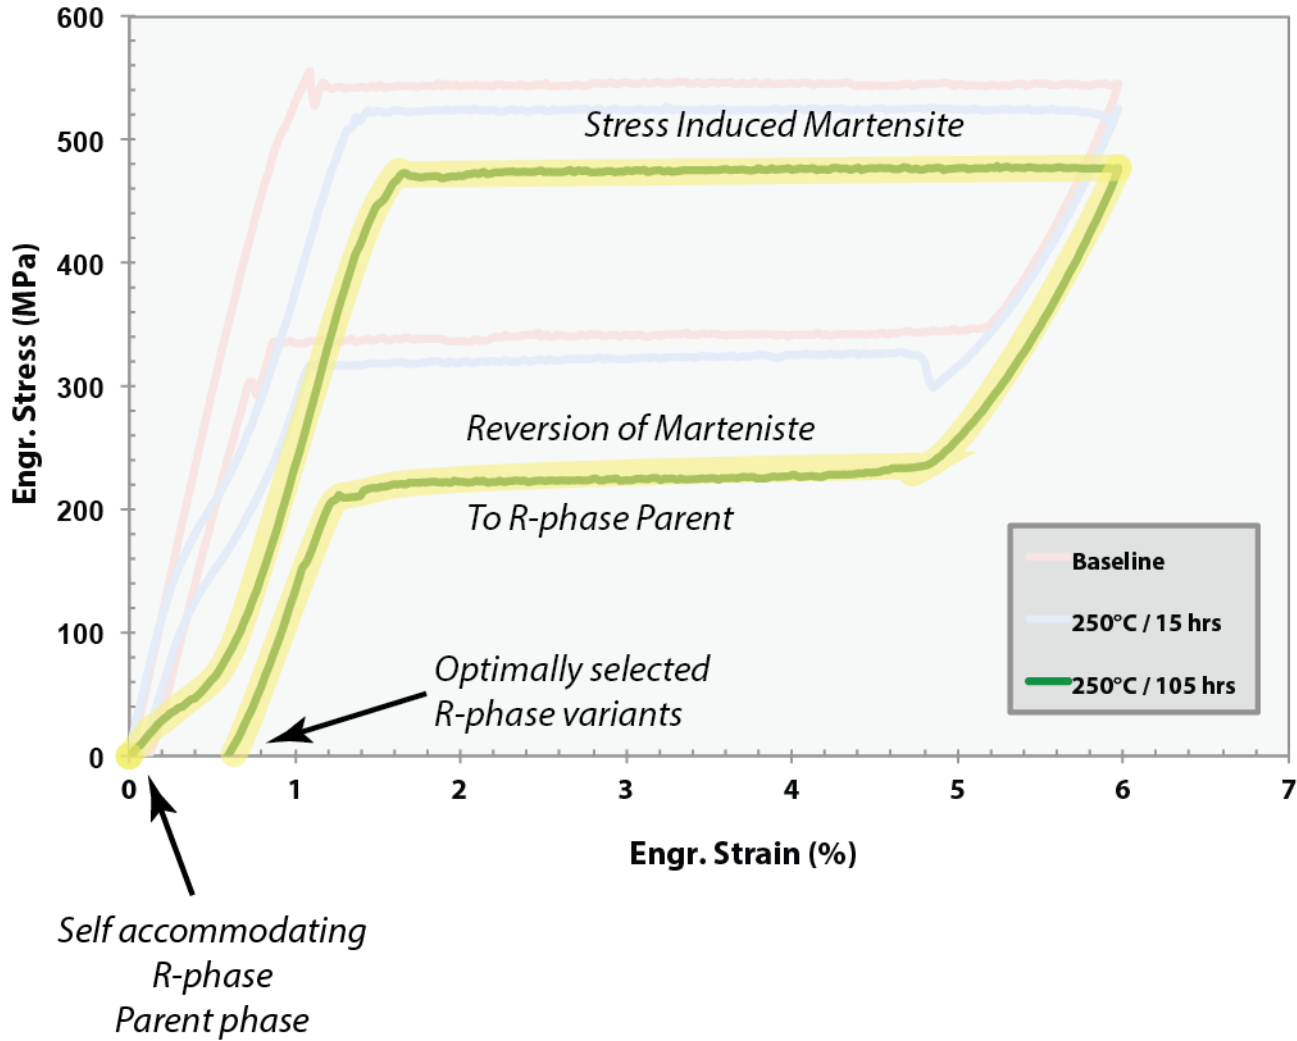 600
500
400
300
200
100
0
Engr. Stress (MPa)
Stress Induced Martensite
Reversion of Marteniste
To R-phase Parent
Optimally selected
R-phase variants
Baseline
250°C / 15 hrs
250°C / 105 hrs
0 1 2 3 4 5 6 7
Engr. Strain (%)
Self accommodating
R-phase
Parent phase